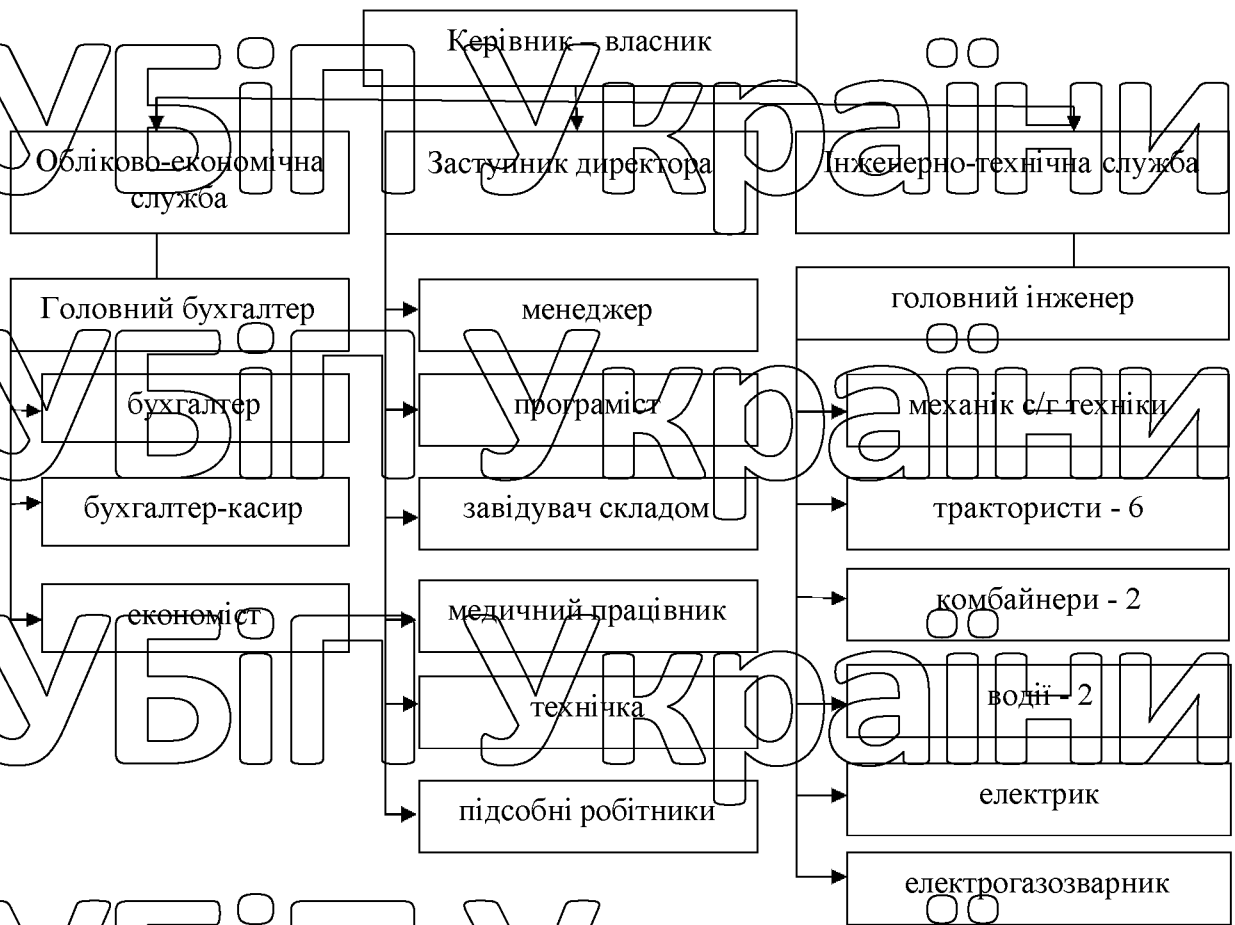 Керівник – власник
Обліково-економічна
служба
Заступник директора
Інженерно-технічна служба
Головний бухгалтер
бухгалтер
бухгалтер-касир
економіст
менеджер
програміст
завідувач складом
медичний працівник
технічка
підсобні робітники
головний інженер
механік с/г техніки
трактористи - 6
комбайнери - 2
водії - 2
електрик
електрогазозварник
УБіП України
УБіП України
УБіП України